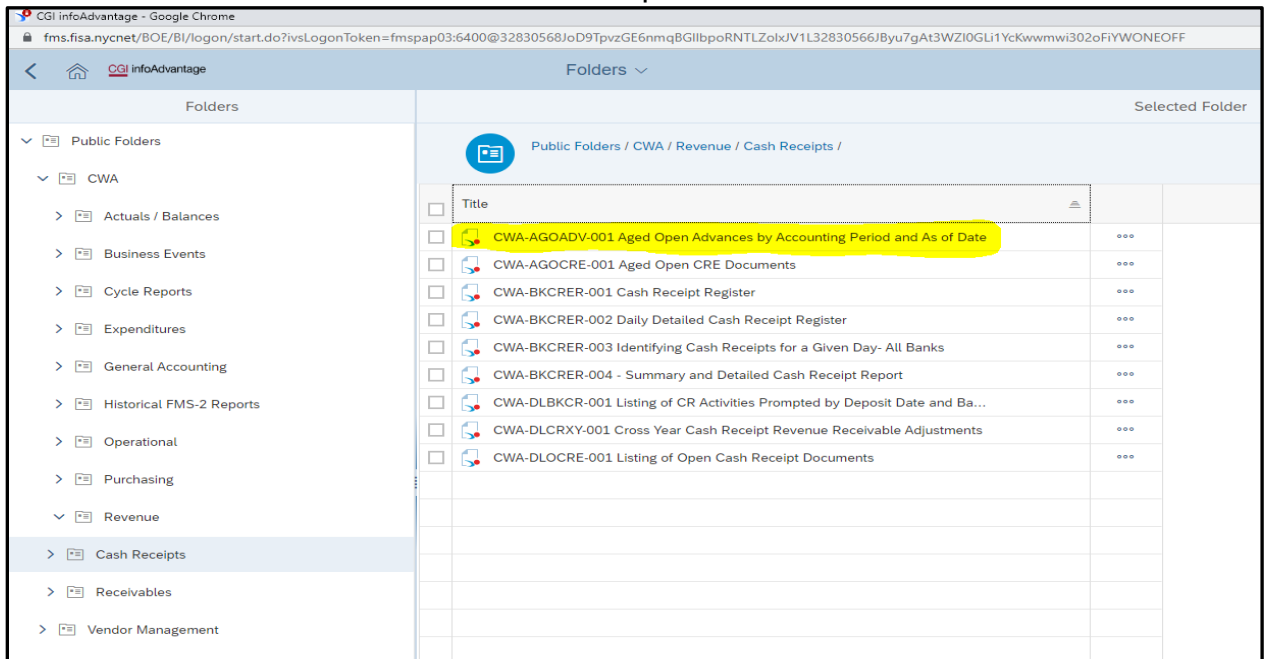 CGI infoAdvantage - Google Chrome
fms.fisa.nycnet/BOE/BI/logon/start.do?ivsLogonToken=fmspap03:6400@32830568JoD9TpvzGE6nmqBGIlbpoRNTLZolxJV1L32830566JByu7gAt3WZI0GLi1YcKwwmwi302oFiYWONEOFF
CGI infoAdvantage
Folders
Folders
Selected Folder
Public Folders
CWA
Actuals / Balances
Business Events
Cycle Reports
Expenditures
General Accounting
Historical FMS-2 Reports
Operational
Purchasing
Revenue
Cash Receipts
Receivables
Vendor Management
Public Folders / CWA / Revenue / Cash Receipts /
Title
CWA-AGOADV-001 Aged Open Advances by Accounting Period and As of Date
CWA-AGOCRE-001 Aged Open CRE Documents
CWA-BKCRER-001 Cash Receipt Register
CWA-BKCRER-002 Daily Detailed Cash Receipt Register
CWA-BKCRER-003 Identifying Cash Receipts for a Given Day- All Banks
CWA-BKCRER-004 - Summary and Detailed Cash Receipt Report
CWA-DLBKCR-001 Listing of CR Activities Prompted by Deposit Date and Ba...
CWA-DLCRXY-001 Cross Year Cash Receipt Revenue Receivable Adjustments
CWA-DLOCRE-001 Listing of Open Cash Receipt Documents